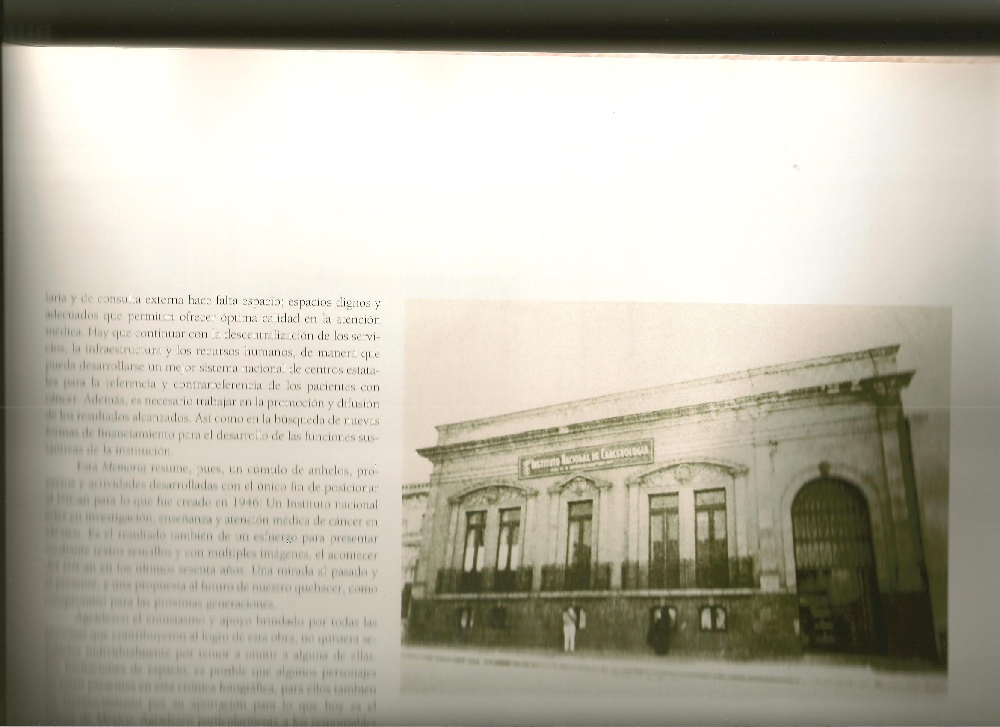 laria y de consulta externa hace falta espacio; espacios dignos y
adecuados que permitan ofrecer óptima calidad en la atención
médica. Hay que continuar con la descentralización de los servi-
cios, la infraestructura y los recursos humanos, de manera que
pueda desarrollarse un mejor sistema nacional de centros estata-
les para la referencia y contrarreferencia de los pacientes con
cáncer. Además, es necesario trabajar en la promoción y difusión
de los resultados alcanzados. Así como en la búsqueda de nuevas
formas de financiamiento para el desarrollo de las funciones sus-
tantivas de la institución.
Esta Memoria resume, pues, un cúmulo de anhelos, pro-
yectos y actividades desarrolladas con el único fin de posicionar
al INCan para lo que fue creado en 1946: Un Instituto nacional
líder en investigación, enseñanza y atención médica de cáncer en
México. Es el resultado también de un esfuerzo para presentar
mediante textos sencillos y con múltiples imágenes, el acontecer
del INCan en los últimos sesenta años. Una mirada al pasado y
al presente, y una propuesta al futuro de nuestro quehacer, como
compromiso para las próximas generaciones.
Agradezco el entusiasmo y apoyo brindado por todas las
personas que contribuyeron al logro de esta obra, no quisiera se-
individualmente por temor a omitir a alguna de ellas.
limitaciones de espacio, es posible que algunos personajes
presentes en esta crónica fotográfica, para ellos también
reconocimiento por su aportación para lo que hoy es el
de México. Agradezco particularmente a los responsables
INSTITUTO NACIONAL DE CANCEROLOGIA